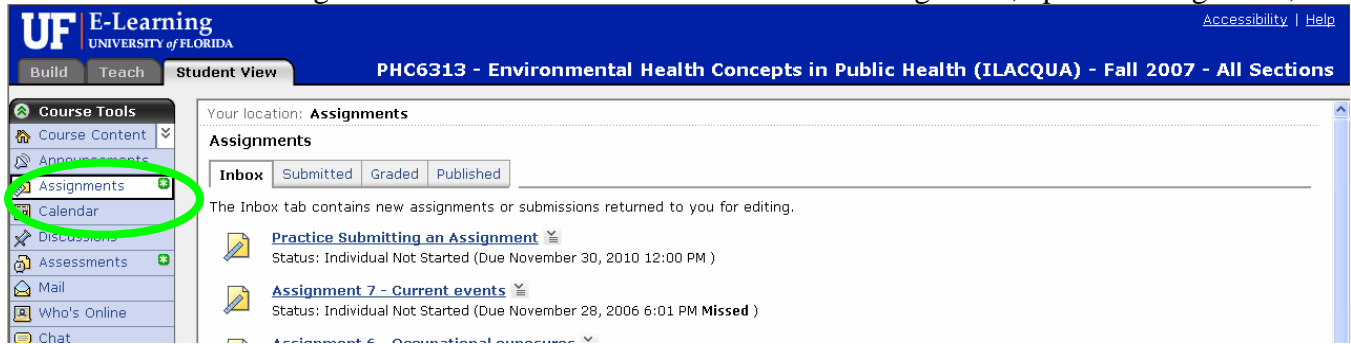 UF E-Learning
UNIVERSITY of FLORIDA
Accessibility | Help
Build Teach Student View
PHC6313 - Environmental Health Concepts in Public Health (ILACQUA) - Fall 2007 - All Sections
Course Tools
Course Content
Announcements
Assignments
Calendar
Discussions
Assessments
Mail
Who's Online
Chat
Your location: Assignments
Assignments
Inbox Submitted Graded Published
The Inbox tab contains new assignments or submissions returned to you for editing.
Practice Submitting an Assignment
Status: Individual Not Started (Due November 30, 2010 12:00 PM )
Assignment 7 - Current events
Status: Individual Not Started (Due November 28, 2006 6:01 PM Missed )
Assignment 6 - Occupational exposures